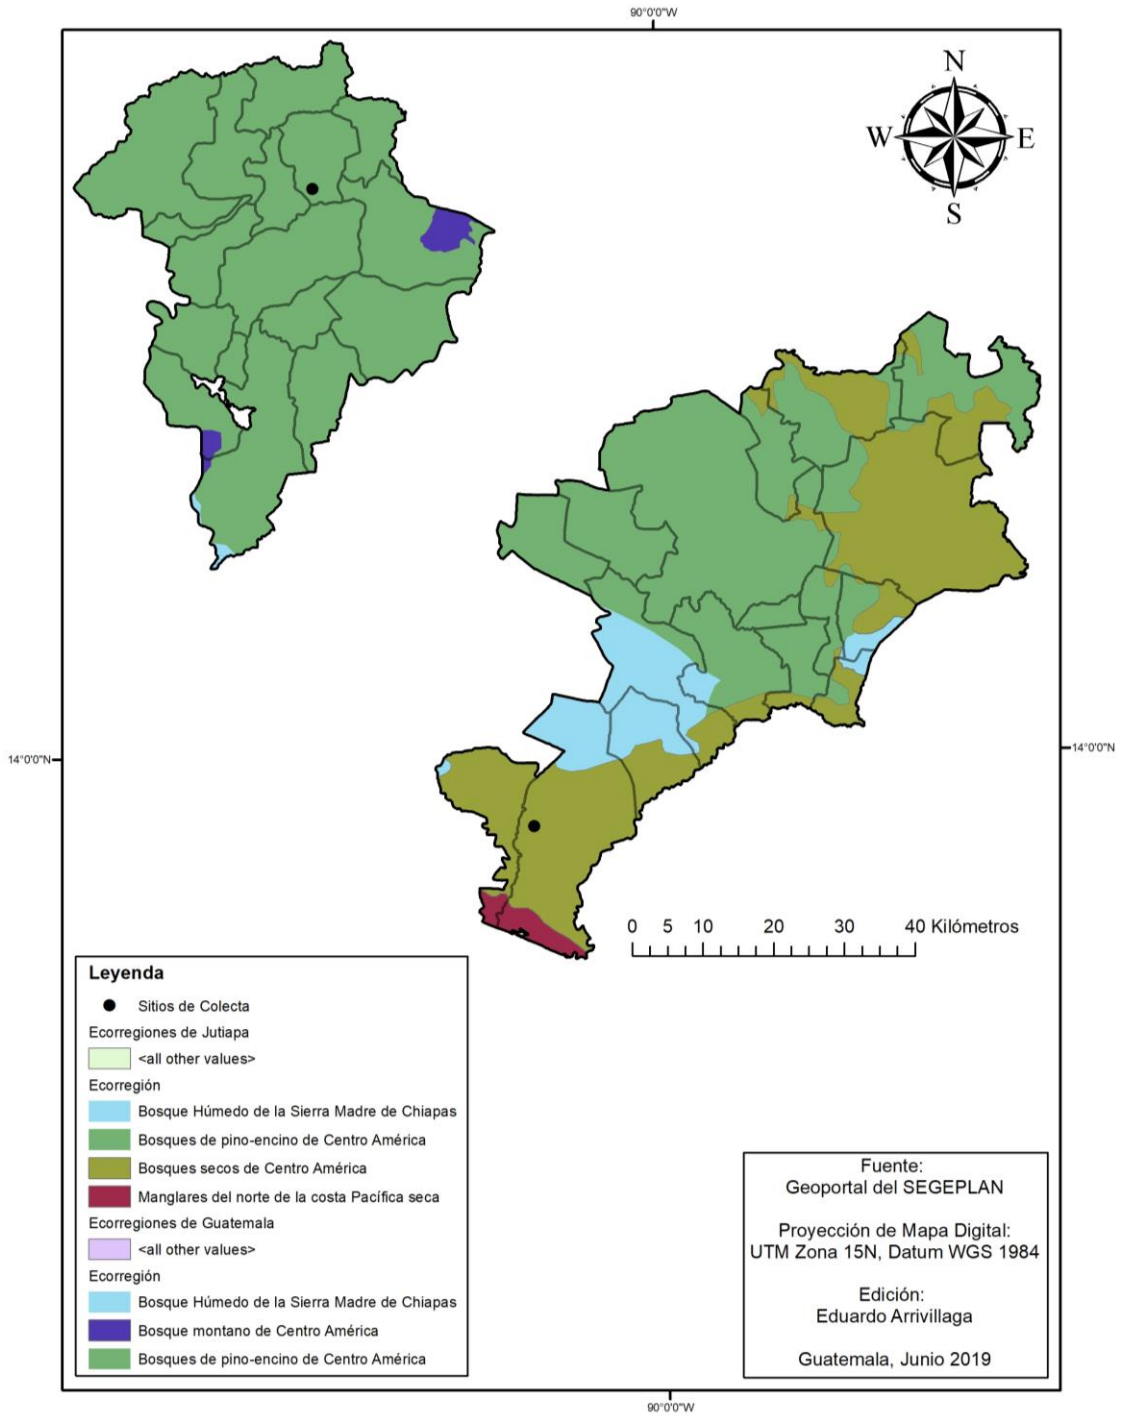 90°0'0"W
N
W
E
S
14°0'0"N
14°0'0"N
0 5 10 20 30 40 Kilómetros
Leyenda
Sitios de Colecta
Ecorregiones de Jutiapa
<all other values>
Ecorregión
Bosque Húmedo de la Sierra Madre de Chiapas
Bosques de pino-encino de Centro América
Bosques secos de Centro América
Manglares del norte de la costa Pacífica seca
Ecorregiones de Guatemala
<all other values>
Ecorregión
Bosque Húmedo de la Sierra Madre de Chiapas
Bosque montano de Centro América
Bosques de pino-encino de Centro América
Fuente:
Geoportal del SEGEPLAN
Proyección de Mapa Digital:
UTM Zona 15N, Datum WGS 1984
Edición:
Eduardo Arrivillaga
Guatemala, Junio 2019
90°0'0"W